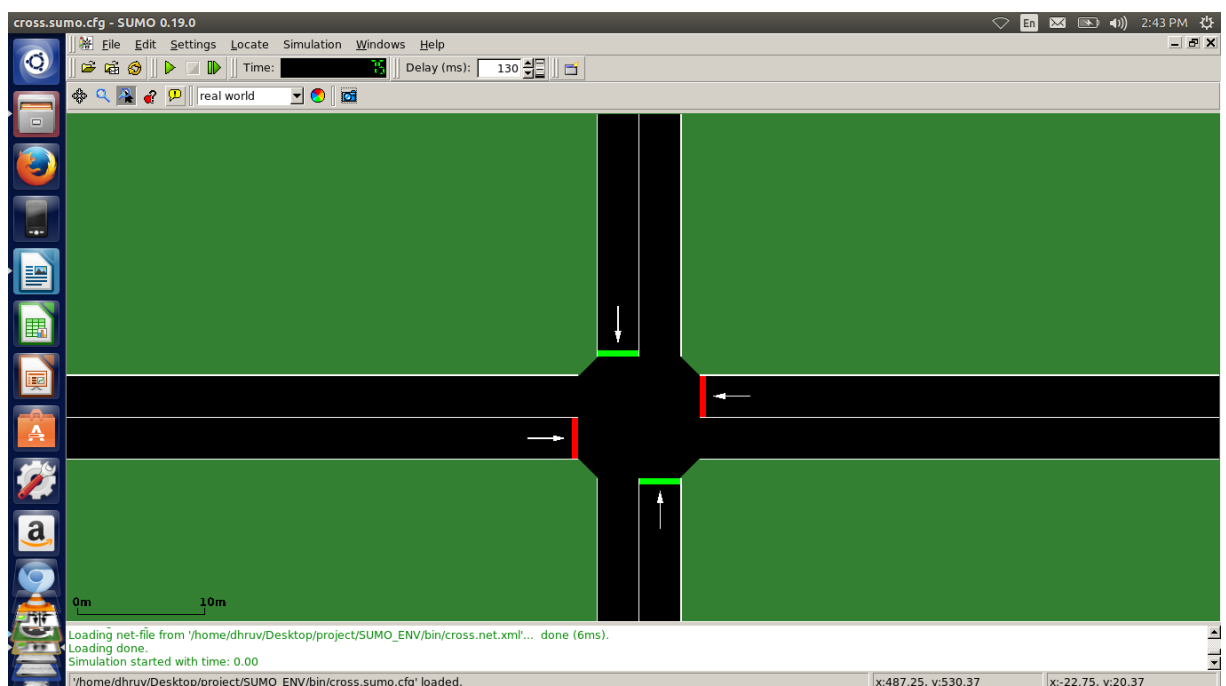 cross.sumo.cfg - SUMO 0.19.0 En 2:43 PM
File Edit Settings Locate Simulation Windows Help
Time: 75 Delay (ms): 130
real world
0m 10m
Loading net-file from '/home/dhruv/Desktop/project/SUMO_ENV/bin/cross.net.xml'... done (6ms).
Loading done.
Simulation started with time: 0.00
'/home/dhruv/Desktop/project/SUMO_ENV/bin/cross.sumo.cfg' loaded. x:487.25, y:530.37 x:-22.75, y:20.37